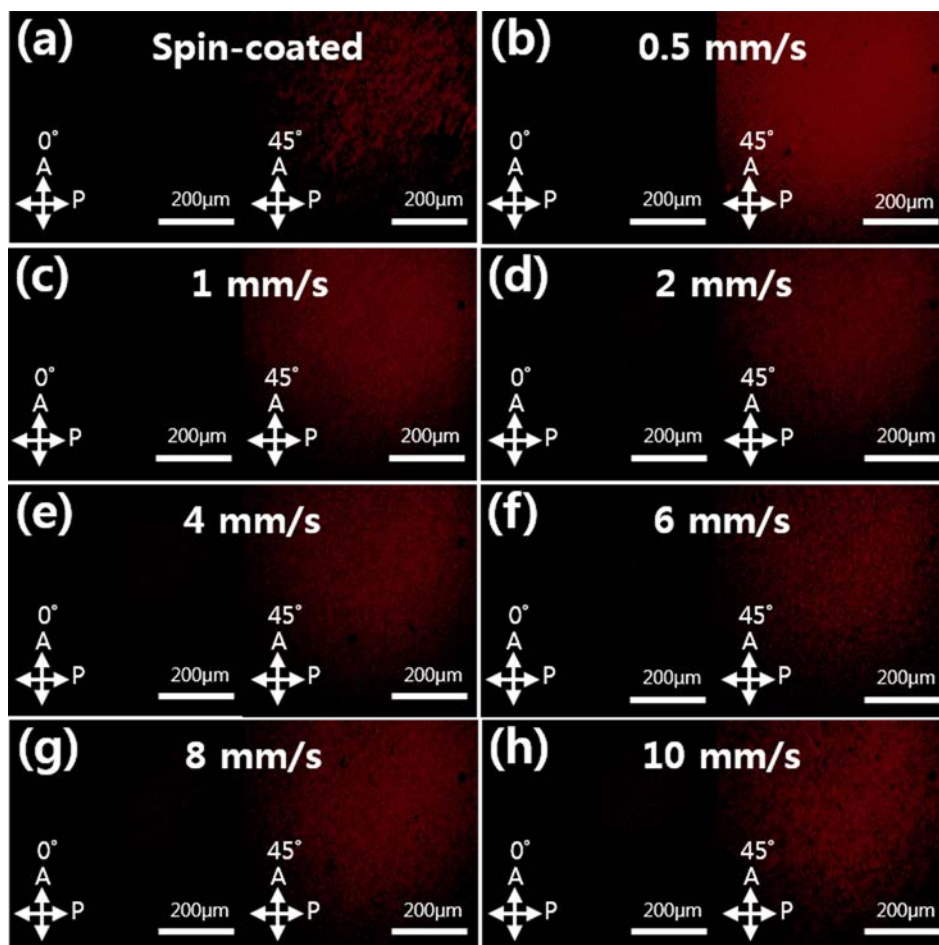 (a) Spin-coated
0° 45°
A A
P P
200μm 200μm
(b) 0.5 mm/s
0° 45°
A A
P P
200μm 200μm
(c) 1 mm/s
0° 45°
A A
P P
200μm 200μm
(d) 2 mm/s
0° 45°
A A
P P
200μm 200μm
(e) 4 mm/s
0° 45°
A A
P P
200μm 200μm
(f) 6 mm/s
0° 45°
A A
P P
200μm 200μm
(g) 8 mm/s
0° 45°
A A
P P
200μm 200μm
(h) 10 mm/s
0° 45°
A A
P P
200μm 200μm